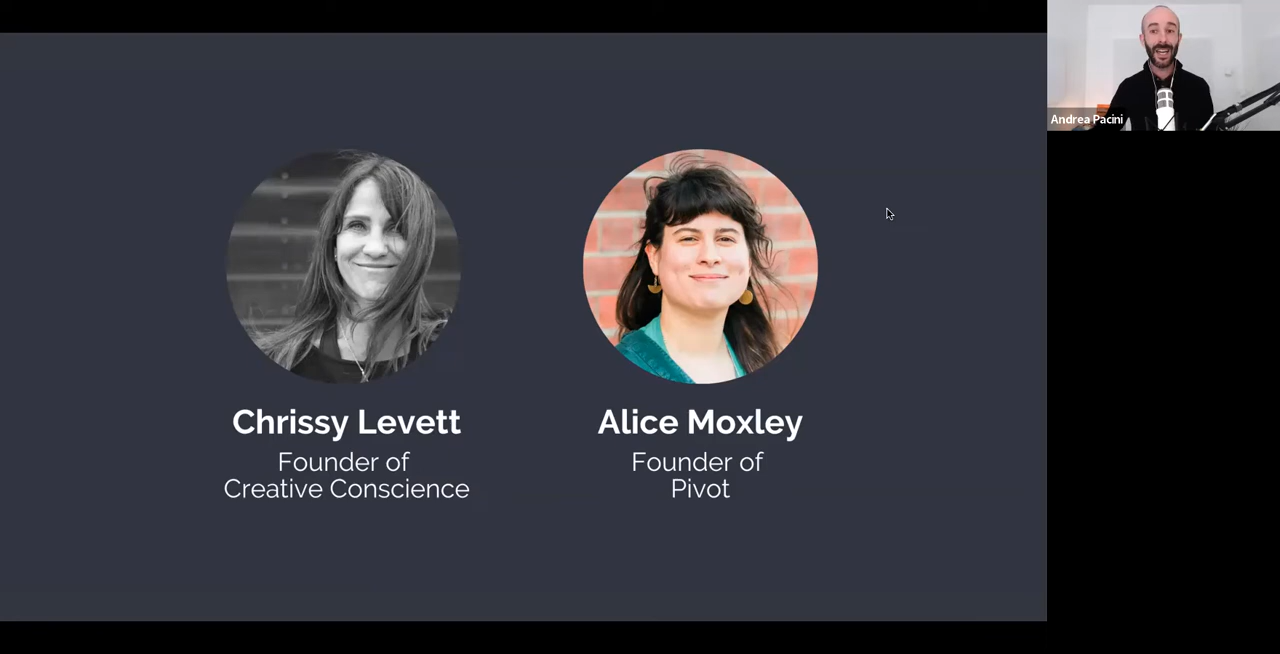 Andrea Pacini
Chrissy Levett
Founder of
Creative Conscience
Alice Moxley
Founder of
Pivot